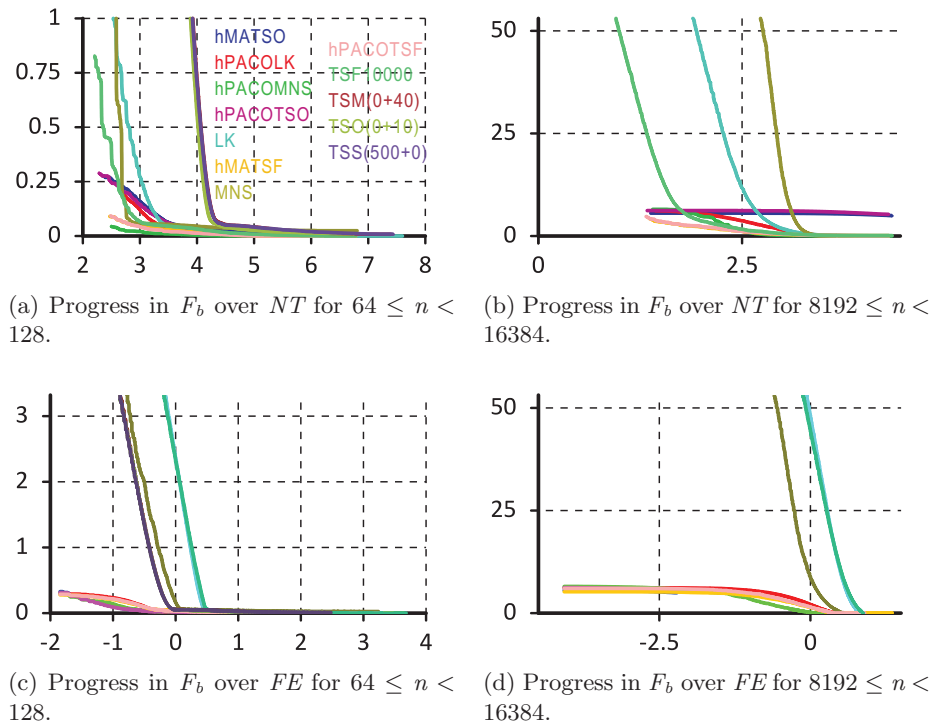 1
0.75
0.5
0.25
0
2 3 4 5 6 7 8
hMATSO
hPACOLK
hPACOMNS
hPACOTSO
LK
hMATSF
MNS
hPACOTSF
TSF10000
TSM(0+40)
TSO(0+10)
TSS(500+0)
(a) Progress in F_b over NT for 64 ≤ n <
128.
50
25
0
0 2.5
(b) Progress in F_b over NT for 8192 ≤ n <
16384.
3
2
1
0
-2 -1 0 1 2 3 4
(c) Progress in F_b over FE for 64 ≤ n <
128.
50
25
0
-2.5 0
(d) Progress in F_b over FE for 8192 ≤ n <
16384.